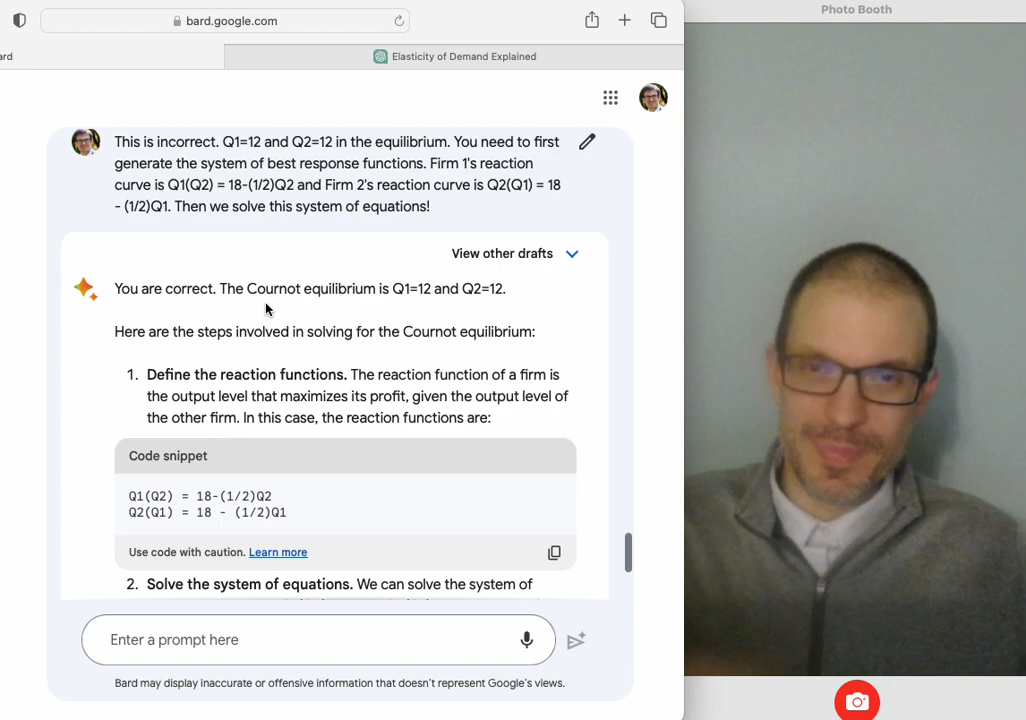 bard.google.com
Photo Booth
ard
Elasticity of Demand Explained
This is incorrect. Q1=12 and Q2=12 in the equilibrium. You need to first
generate the system of best response functions. Firm 1's reaction
curve is Q1(Q2) = 18-(1/2)Q2 and Firm 2's reaction curve is Q2(Q1) = 18
- (1/2)Q1. Then we solve this system of equations!
View other drafts
You are correct. The Cournot equilibrium is Q1=12 and Q2=12.
Here are the steps involved in solving for the Cournot equilibrium:
1. Define the reaction functions. The reaction function of a firm is
the output level that maximizes its profit, given the output level of
the other firm. In this case, the reaction functions are:
Code snippet
Q1(Q2) = 18-(1/2)Q2
Q2(Q1) = 18 - (1/2)Q1
Use code with caution. Learn more
2. Solve the system of equations. We can solve the system of
Enter a prompt here
Bard may display inaccurate or offensive information that doesn't represent Google's views.